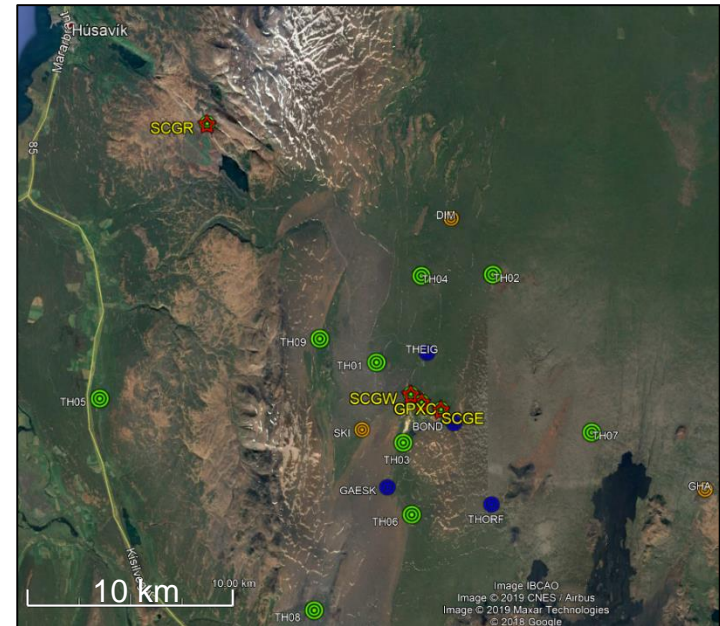 Húsavík
85
SCGR
DIM
TH04
TH02
TH09
THEIG
TH01
SCGW
GPXC
SCGE
TH05
BOND
SKI
TH07
TH03
GAESK
GHA
THORF
TH06
Kísilve
10 km
10.00 km
TH08
Image IBCAO
Image © 2019 CNES / Airbus
Image © 2019 Maxar Technologies
© 2018 Google